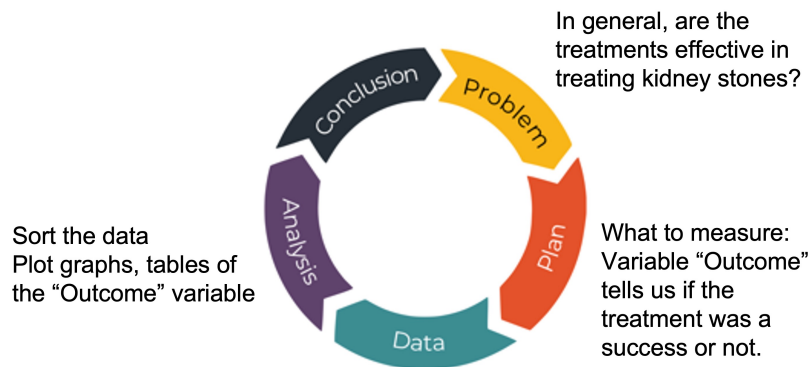 In general, are the
treatments effective in
treating kidney stones?
Conclusion
Problem
Analysis
Plan
Data
Sort the data
Plot graphs, tables of
the “Outcome” variable
What to measure:
Variable “Outcome”
tells us if the
treatment was a
success or not.